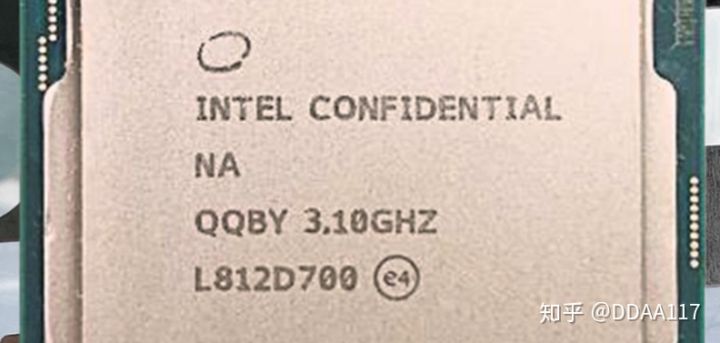 INTEL CONFIDENTIAL
NA
QQBY 3.10GHZ
L812D700 e4
知乎 @DDAA117